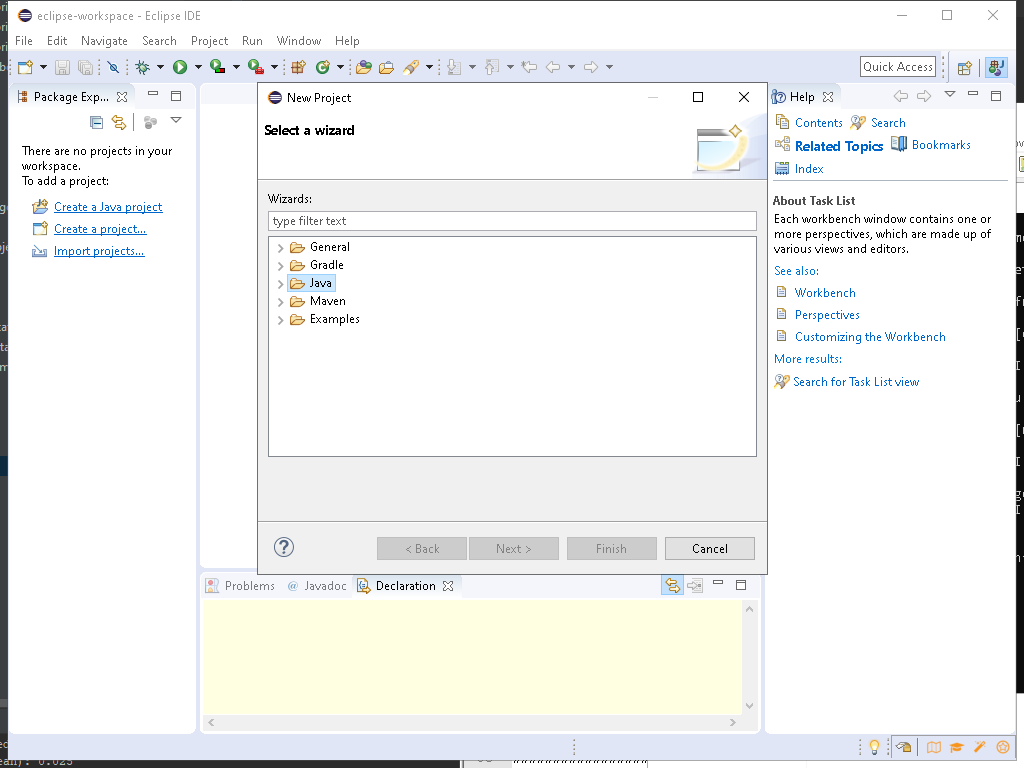 eclipse-workspace - Eclipse IDE
File Edit Navigate Search Project Run Window Help
Quick Access
Package Exp...
There are no projects in your
workspace.
To add a project:
Create a Java project
Create a project...
Import projects...
New Project
Select a wizard
Wizards:
type filter text
General
Gradle
Java
Maven
Examples
?
< Back Next > Finish Cancel
Problems @ Javadoc Declaration
Help
Contents Search
Related Topics Bookmarks
Index
About Task List
Each workbench window contains one or
more perspectives, which are made up of
various views and editors.
See also:
Workbench
Perspectives
Customizing the Workbench
More results:
Search for Task List view